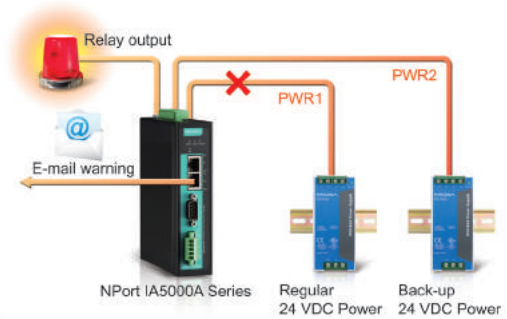 Relay output
PWR2
PWR1
@
E-mail warning
NPort IA5000A Series
Regular
24 VDC Power
Back-up
24 VDC Power